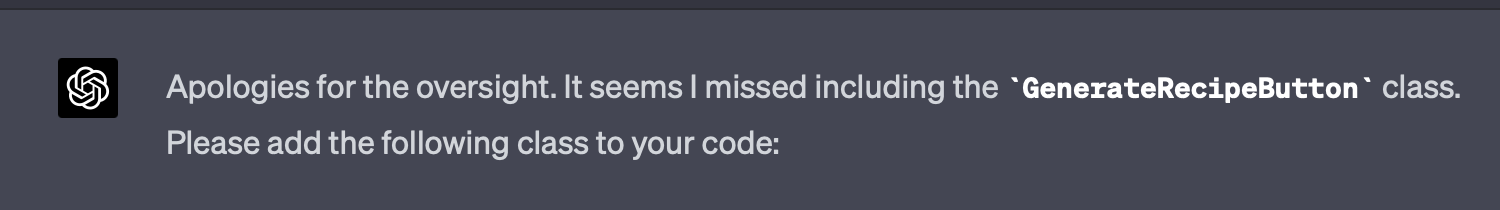 Apologies for the oversight. It seems I missed including the `GenerateRecipeButton` class.
Please add the following class to your code: